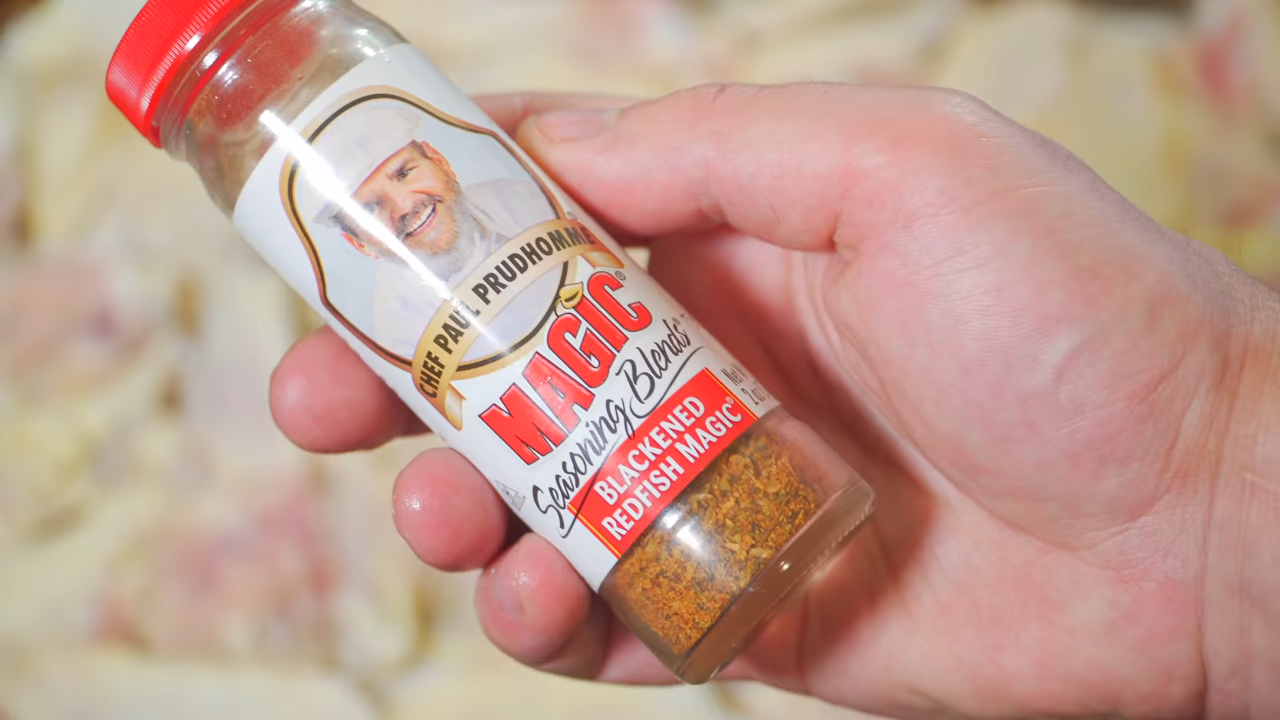 CHEF PAUL PRUDHOMME
MAGIC®
Seasoning Blends®
BLACKENED
REDFISH MAGIC®